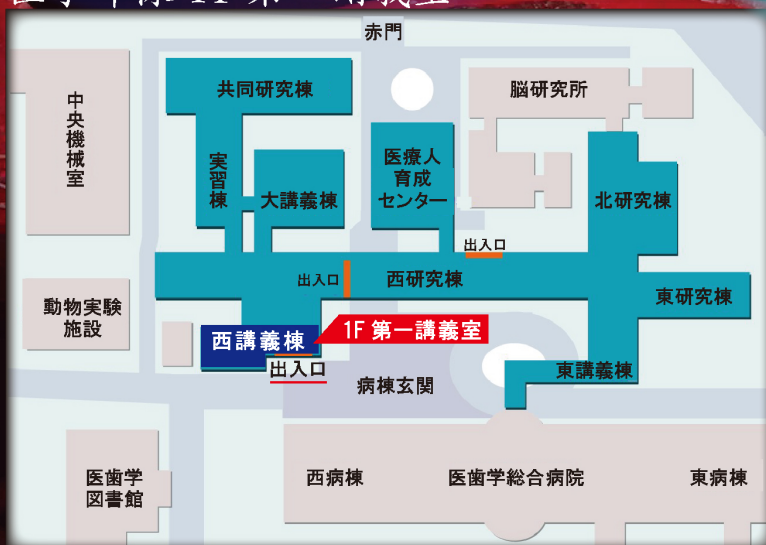 赤門
共同研究棟
脳研究所
中央機械室
実習棟
大講義棟
医療人
育成
センター
北研究棟
出入口
出入口
西研究棟
動物実験
施設
東研究棟
西講義棟
1F 第一講義室
出入口
病棟玄関
東講義棟
医歯学
図書館
西病棟
医歯学総合病院
東病棟